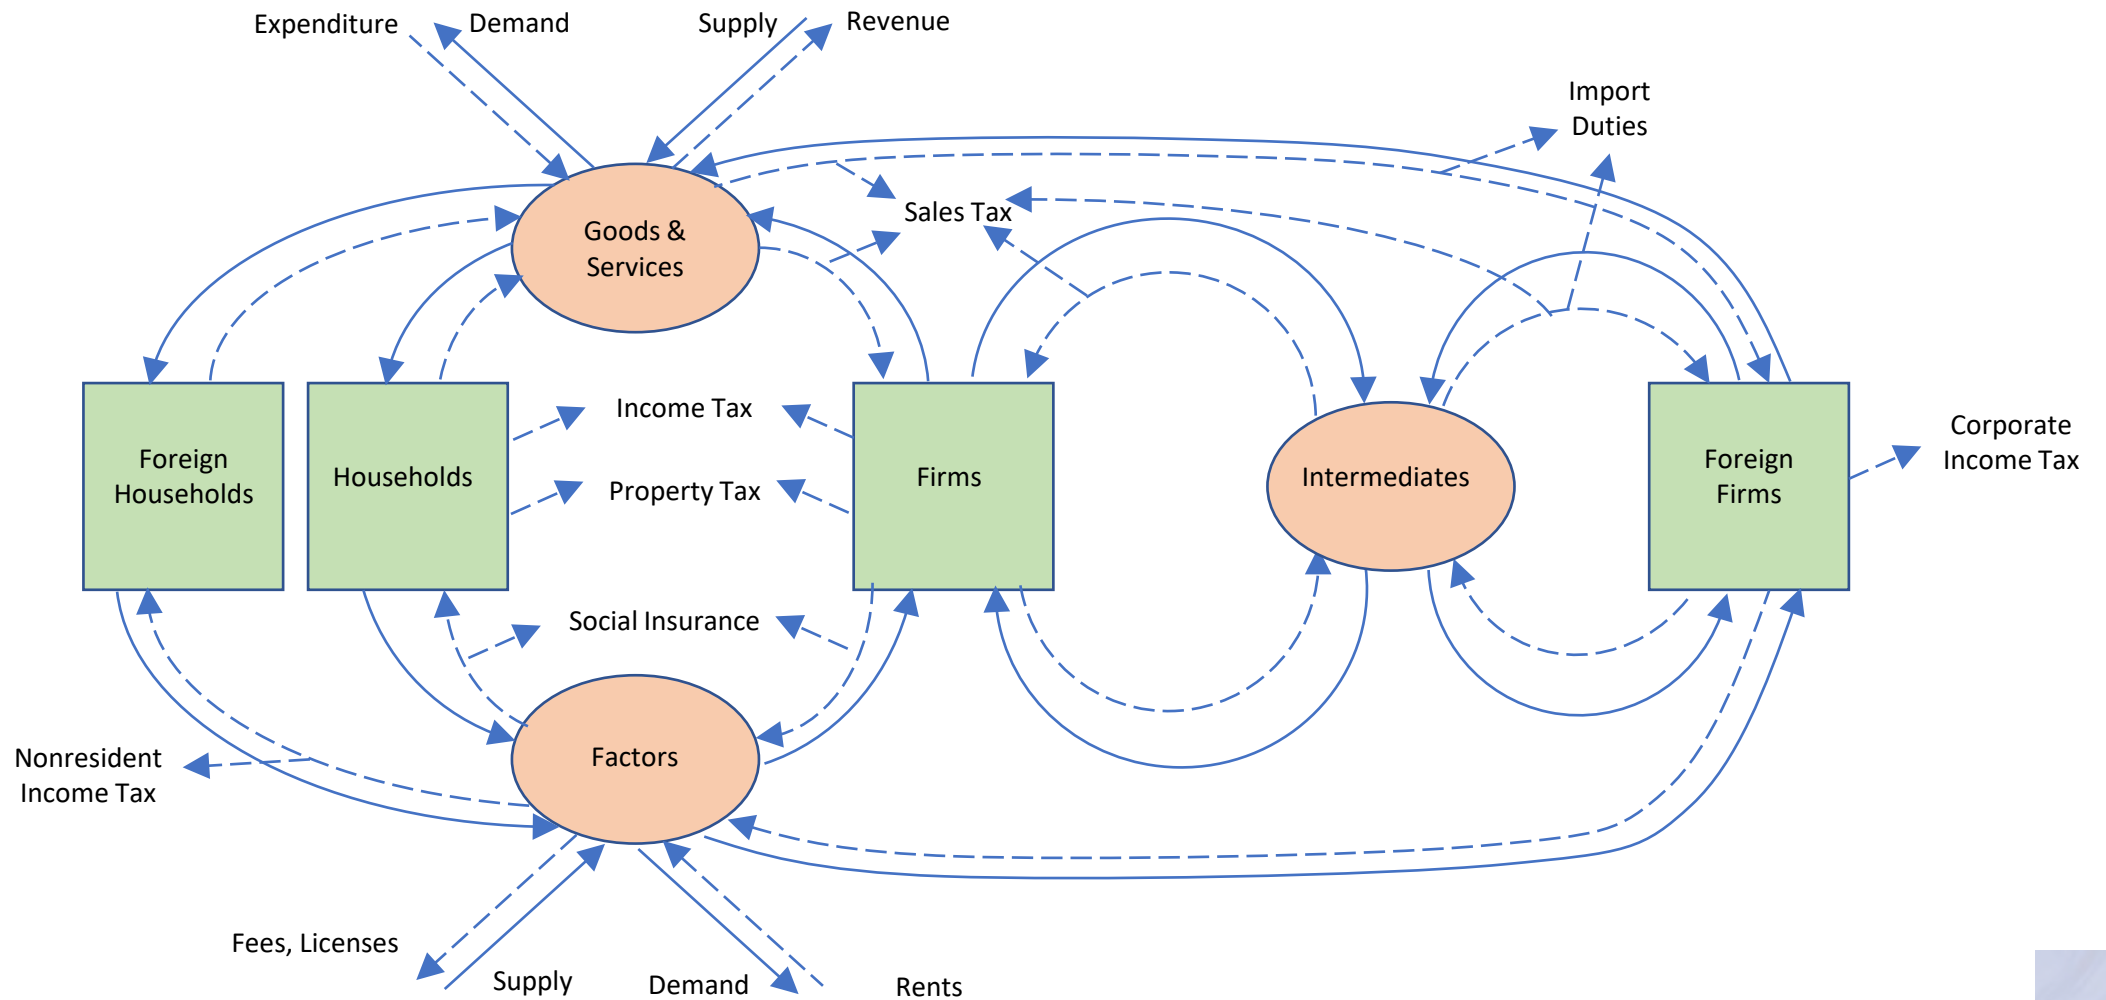 Expenditure
Demand
Supply
Revenue
Import
Duties
Sales Tax
Goods &
Services
Income Tax
Property Tax
Foreign
Households
Households
Firms
Intermediates
Foreign
Firms
Corporate
Income Tax
Social Insurance
Factors
Nonresident
Income Tax
Fees, Licenses
Supply
Demand
Rents